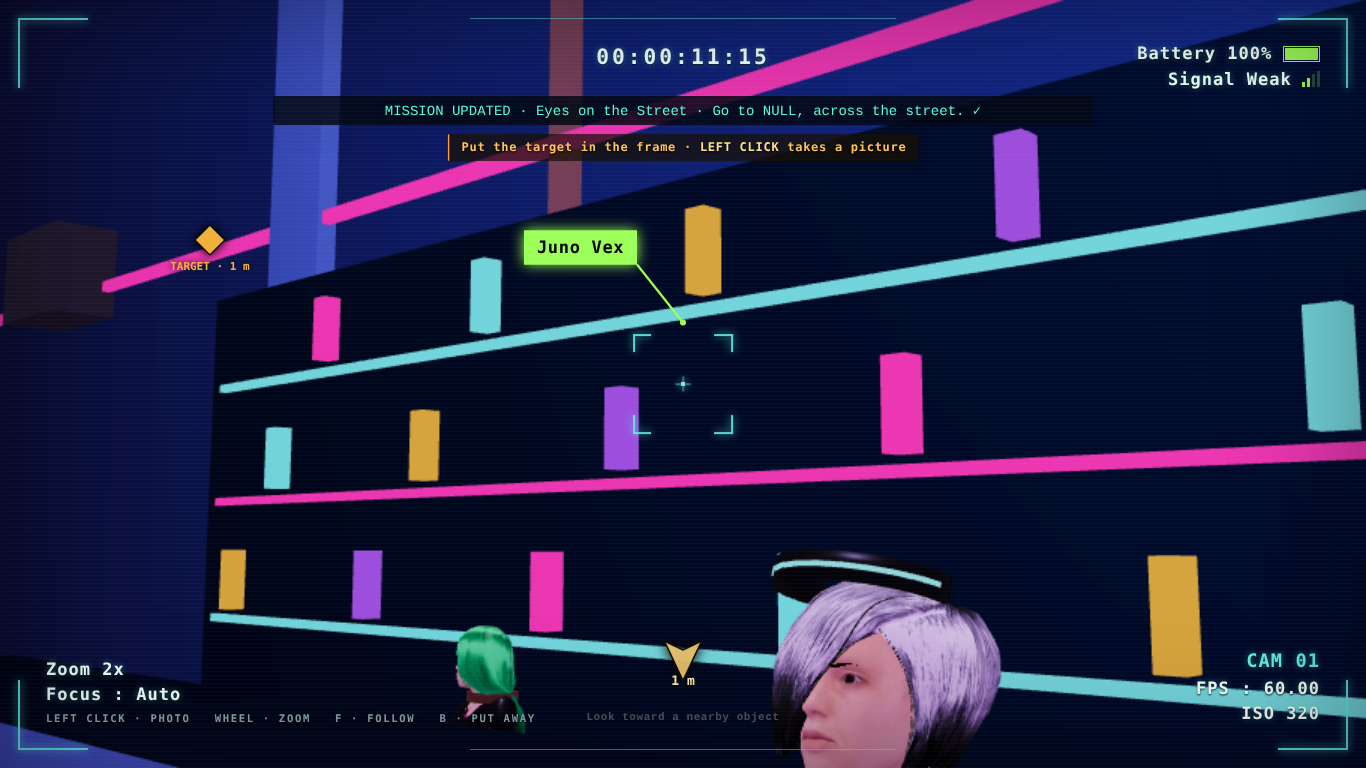 00:00:11:15
Battery 100%
Signal Weak
MISSION UPDATED · Eyes on the Street · Go to NULL, across the street. ✓
Put the target in the frame · LEFT CLICK takes a picture
Juno Vex
TARGET · 1 m
1 m
Zoom 2x
Focus : Auto
LEFT CLICK · PHOTO WHEEL · ZOOM F · FOLLOW B · PUT AWAY
Look toward a nearby object
CAM 01
FPS : 60.00
ISO 320